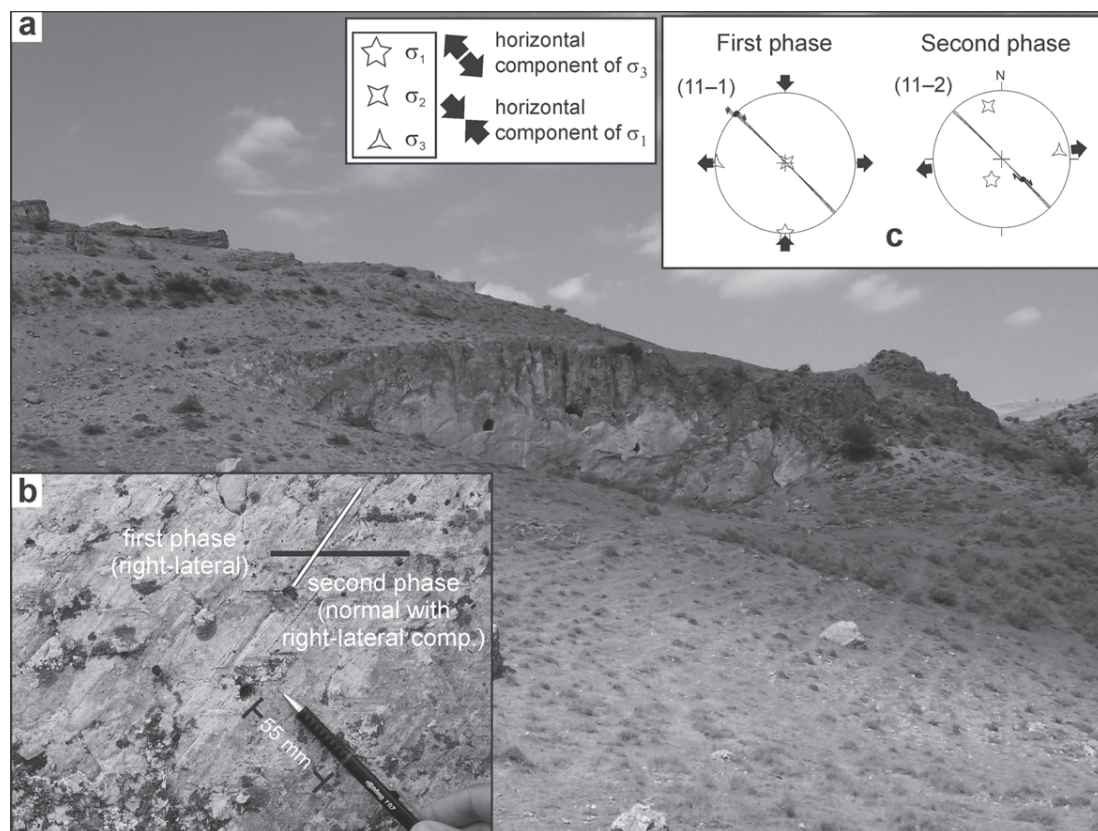 a
σ1
σ2
σ3
horizontal
component of σ3
horizontal
component of σ1
First phase
Second phase
(11–1)
(11–2)
N
c
b
first phase
(right-lateral)
second phase
(normal with
right-lateral comp.)
55 mm